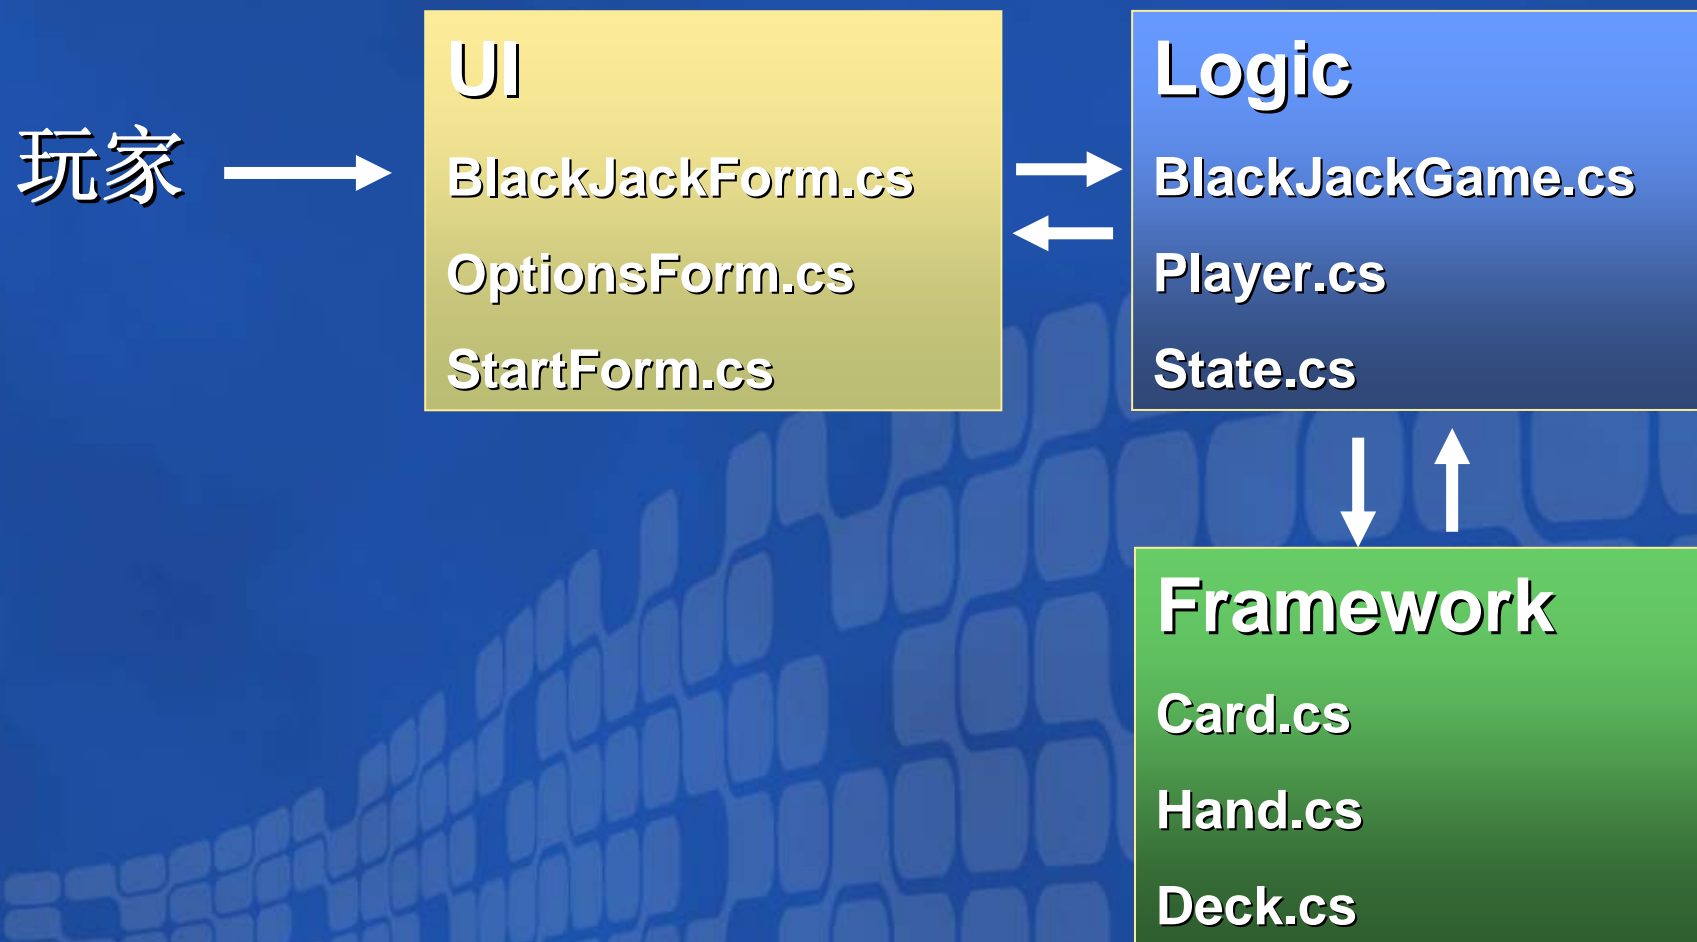 玩家
UI
BlackJackForm.cs
OptionsForm.cs
StartForm.cs
Logic
BlackJackGame.cs
Player.cs
State.cs
Framework
Card.cs
Hand.cs
Deck.cs